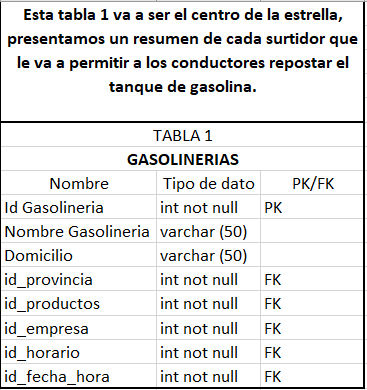 Esta tabla 1 va a ser el centro de la estrella,
presentamos un resumen de cada surtidor que
le va a permitir a los conductores repostar el
tanque de gasolina.
TABLA 1
GASOLINERIAS
Nombre Tipo de dato PK/FK
Id Gasolineria int not null PK
Nombre Gasolineria varchar (50)
Domicilio varchar (50)
id_provincia int not null FK
id_productos int not null FK
id_empresa int not null FK
id_horario int not null FK
id_fecha_hora int not null FK